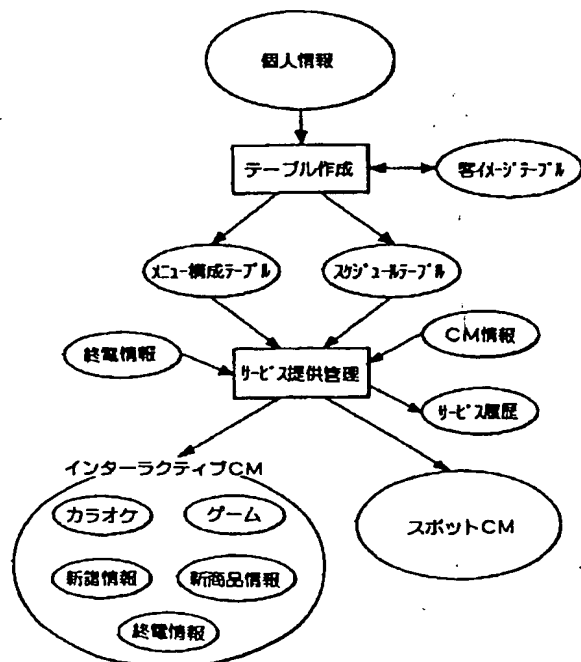 個人情報
テーブル作成
客イメージテーブル
メニュー構成テーブル
スケジュールテーブル
終電情報
CM情報
サービス提供管理
サービス履歴
インターラクティブCM
カラオケ
ゲーム
新譜情報
新商品情報
終電情報
スポットCM